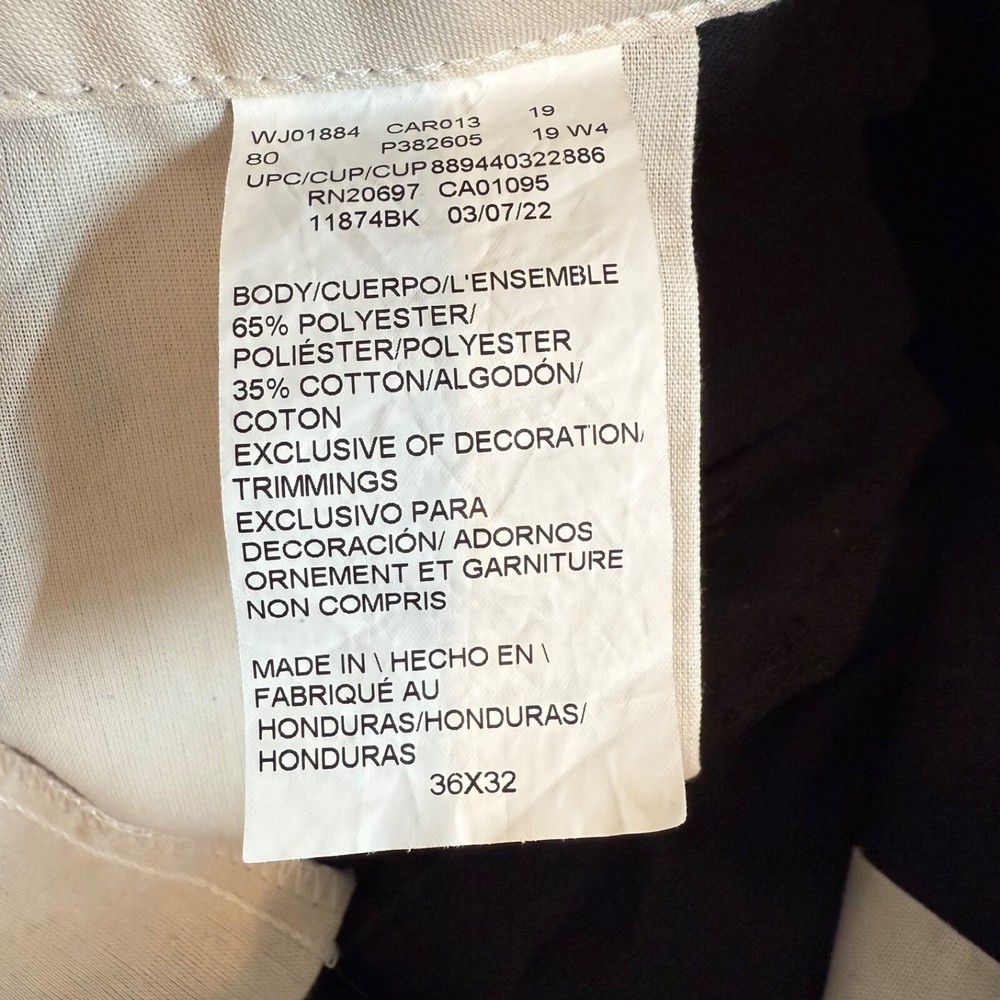 WJ01884 CAR013 19
80 P382605 19 W4
UPC/CUP/CUP 889440322886
RN20697 CA01095
11874BK 03/07/22
BODY/CUERPO/L'ENSEMBLE
65% POLYESTER/
POLIÉSTER/POLYESTER
35% COTTON/ALGODÓN/
COTON
EXCLUSIVE OF DECORATION/
TRIMMINGS
EXCLUSIVO PARA
DECORACIÓN/ ADORNOS
ORNEMENT ET GARNITURE
NON COMPRIS
MADE IN \ HECHO EN \
FABRIQUÉ AU
HONDURAS/HONDURAS/
HONDURAS
36X32